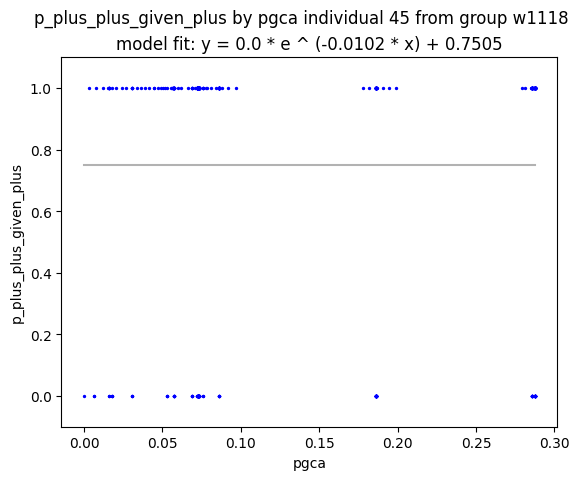 p_plus_plus_given_plus by pgca individual 45 from group w1118
model fit: y = 0.0 * e ^ (-0.0102 * x) + 0.7505
p_plus_plus_given_plus
1.0
0.8
0.6
0.4
0.2
0.0
0.00 0.05 0.10 0.15 0.20 0.25 0.30
pgca